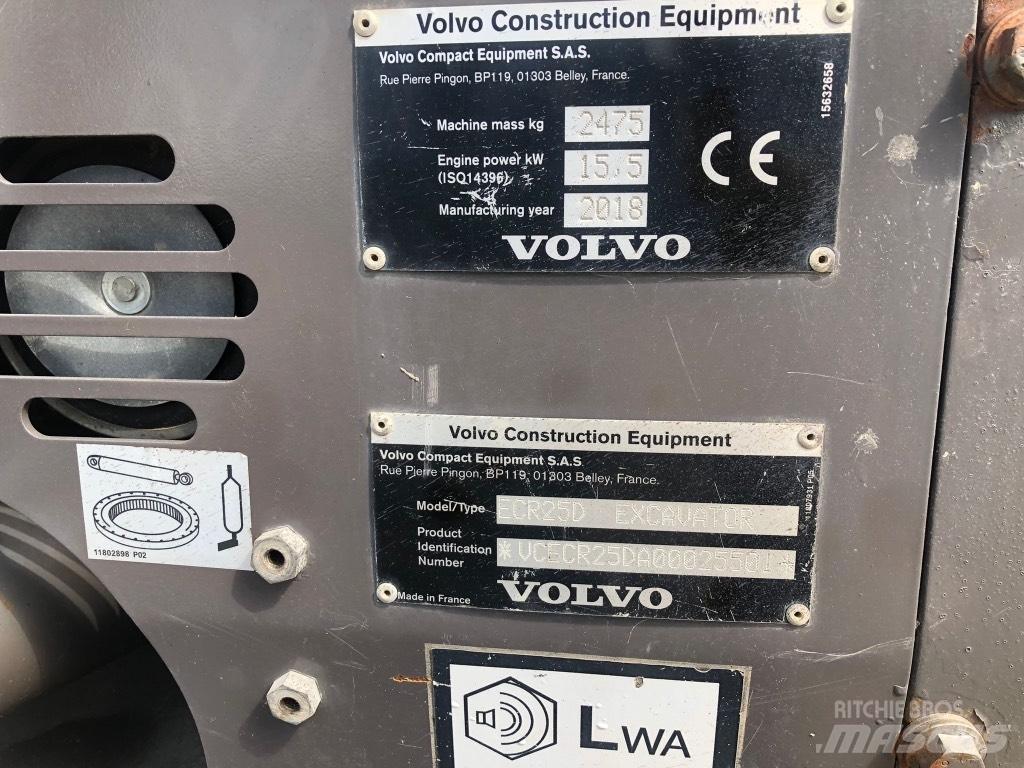 Volvo Construction Equipment
Volvo Compact Equipment S.A.S.
Rue Pierre Pingon, BP119, 01303 Belley, France.
15632658
Machine mass kg 2475
Engine power kW 15,5
(ISO14396)
Manufacturing year 2018
CE
VOLVO
Volvo Construction Equipment
Volvo Compact Equipment S.A.S.
Rue Pierre Pingon, BP119, 01303 Belley, France.
Model/Type ECR25D EXCAVATOR
Product
Identification
Number *VCECR25DA00025501*
VOLVO
Made in France
11802898 P02
LWA
RITCHIE BROS
MASCUS